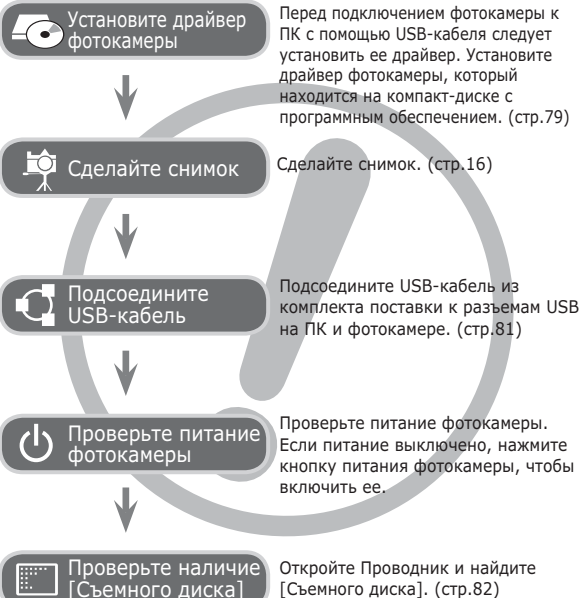 Установите драйвер
фотокамеры
Перед подключением фотокамеры к
ПК с помощью USB-кабеля следует
установить ее драйвер. Установите
драйвер фотокамеры, который
находится на компакт-диске с
программным обеспечением. (стр.79)
Сделайте снимок
Сделайте снимок. (стр.16)
Подсоедините
USB-кабель
Подсоедините USB-кабель из
комплекта поставки к разъемам USB
на ПК и фотокамере. (стр.81)
Проверьте питание
фотокамеры
Проверьте питание фотокамеры.
Если питание выключено, нажмите
кнопку питания фотокамеры, чтобы
включить ее.
Проверьте наличие
[Съемного диска]
Откройте Проводник и найдите
[Съемного диска]. (стр.82)